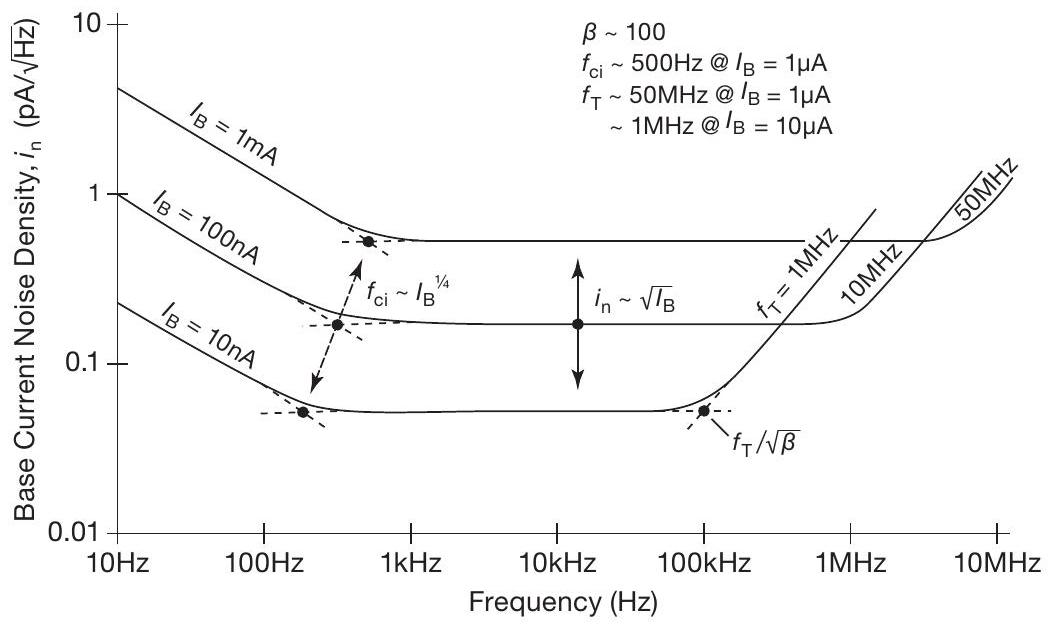 Base Current Noise Density, iₙ (pA/√Hz)
10
1
0.1
0.01
β ~ 100
f_ci ~ 500Hz @ I_B = 1µA
f_T ~ 50MHz @ I_B = 1µA
~ 1MHz @ I_B = 10µA
I_B = 1mA
I_B = 100nA
I_B = 10nA
f_ci ~ I_B^¼
iₙ ~ √I_B
f_T = 1MHz
10MHz
50MHz
f_T/√β
10Hz 100Hz 1kHz 10kHz 100kHz 1MHz 10MHz
Frequency (Hz)